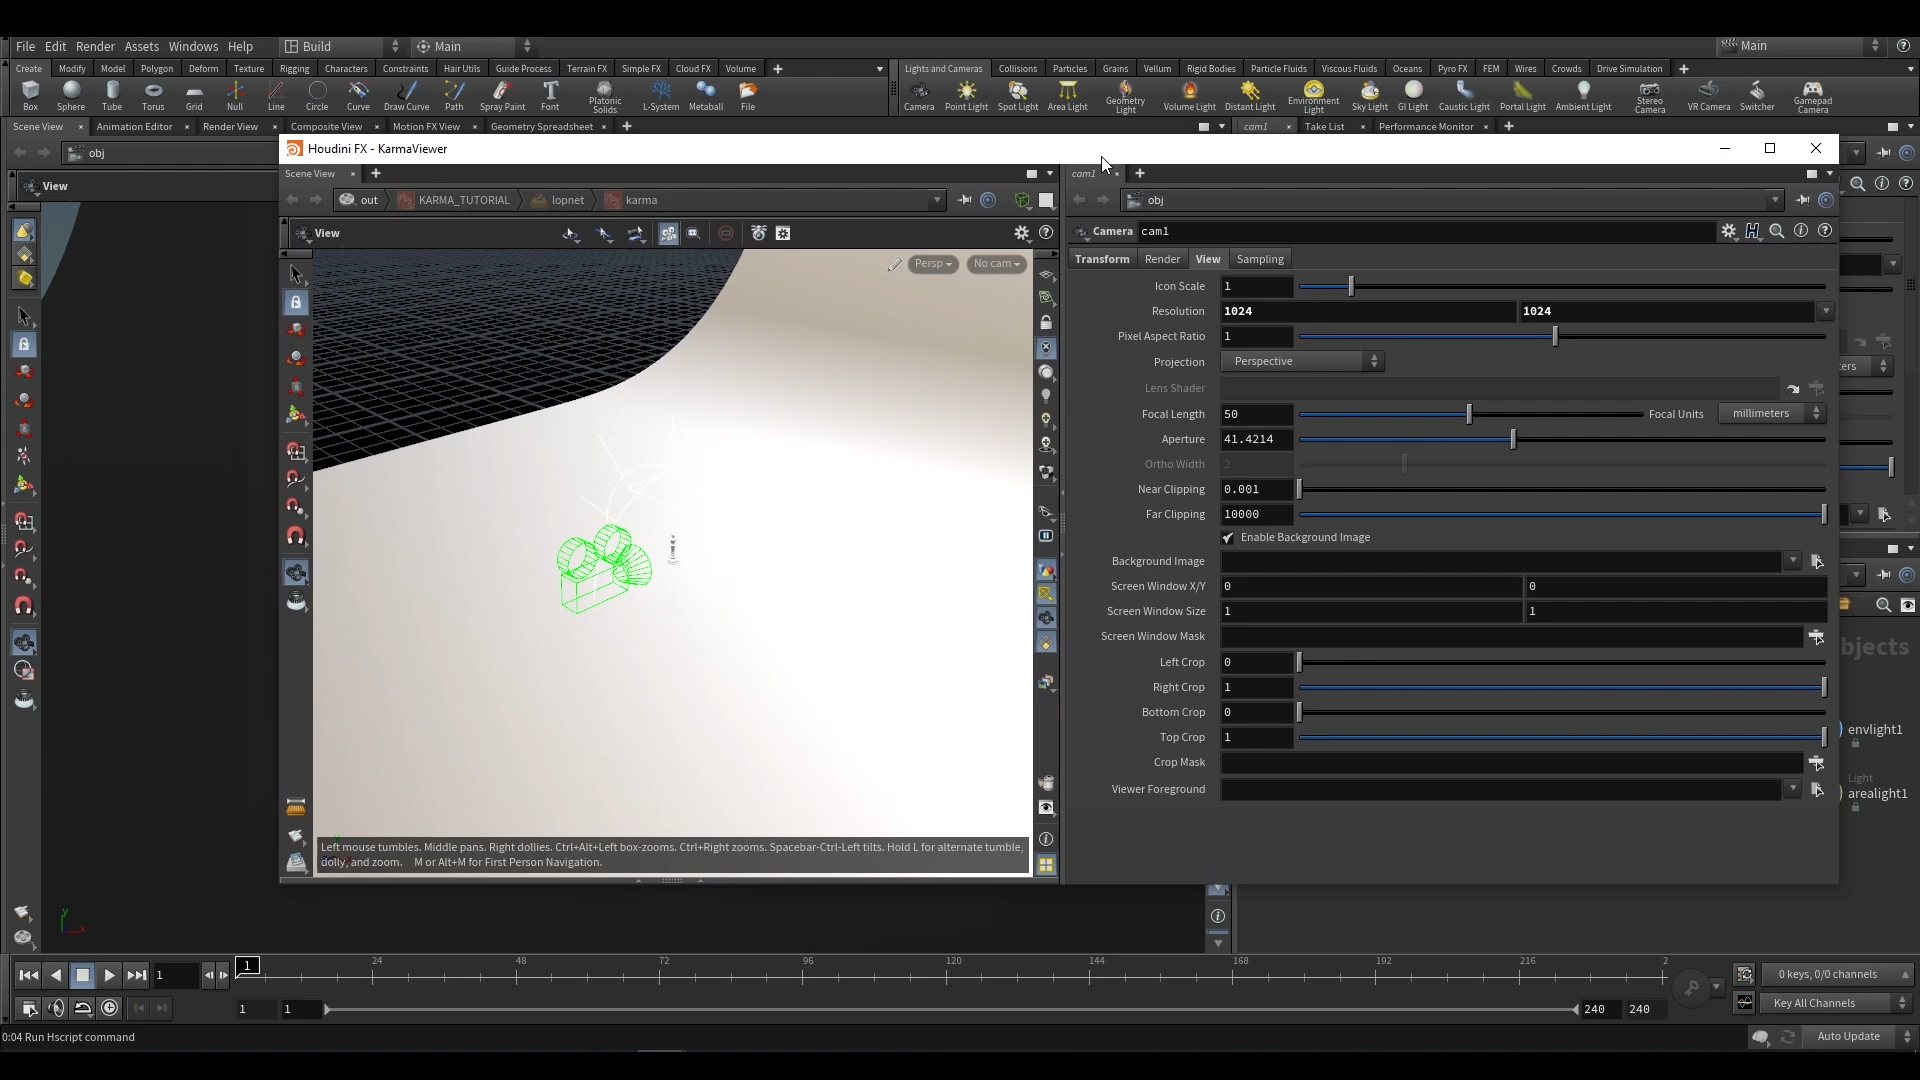 File Edit Render Assets Windows Help Build Main Main
Create Modify Model Polygon Deform Texture Rigging Characters Constraints Hair Utils Guide Process Terrain FX Simple FX Cloud FX Volume
Lights and Cameras Collisions Particles Grains Vellum Rigid Bodies Particle Fluids Viscous Fluids Oceans Pyro FX FEM Wires Crowds Drive Simulation
Box Sphere Tube Torus Grid Null Line Circle Curve Draw Curve Path Spray Paint Font Platonic Solids L-System Metaball File
Camera Point Light Spot Light Area Light Geometry Light Volume Light Distant Light Environment Light Sky Light GI Light Caustic Light Portal Light Ambient Light Stereo Camera VR Camera Switcher Gamepad Camera
Scene View Animation Editor Render View Composite View Motion FX View Geometry Spreadsheet
cam1 Take List Performance Monitor
obj
View
Houdini FX - KarmaViewer
Scene View
cam1
out KARMA_TUTORIAL lopnet karma
obj
View
Camera cam1
Persp No cam
Transform Render View Sampling
Icon Scale 1
Resolution 1024 1024
Pixel Aspect Ratio 1
Projection Perspective
Lens Shader
Focal Length 50 Focal Units millimeters
Aperture 41.4214
Ortho Width 2
Near Clipping 0.001
Far Clipping 10000
Enable Background Image
Background Image
Screen Window X/Y 0 0
Screen Window Size 1 1
Screen Window Mask
Left Crop 0
Right Crop 1
Bottom Crop 0
Top Crop 1
Crop Mask
Viewer Foreground
Left mouse tumbles. Middle pans. Right dollies. Ctrl+Alt+Left box-zooms. Ctrl+Right zooms. Spacebar-Ctrl-Left tilts. Hold L for alternate tumble,
dolly, and zoom. M or Alt+M for First Person Navigation.
ers
bjects
envlight1
Light
arealight1
y
x
1 1 24 48 72 96 120 144 168 192 216 2
0 keys, 0/0 channels
1 1 240 240
Key All Channels
0:04 Run Hscript command
Auto Update